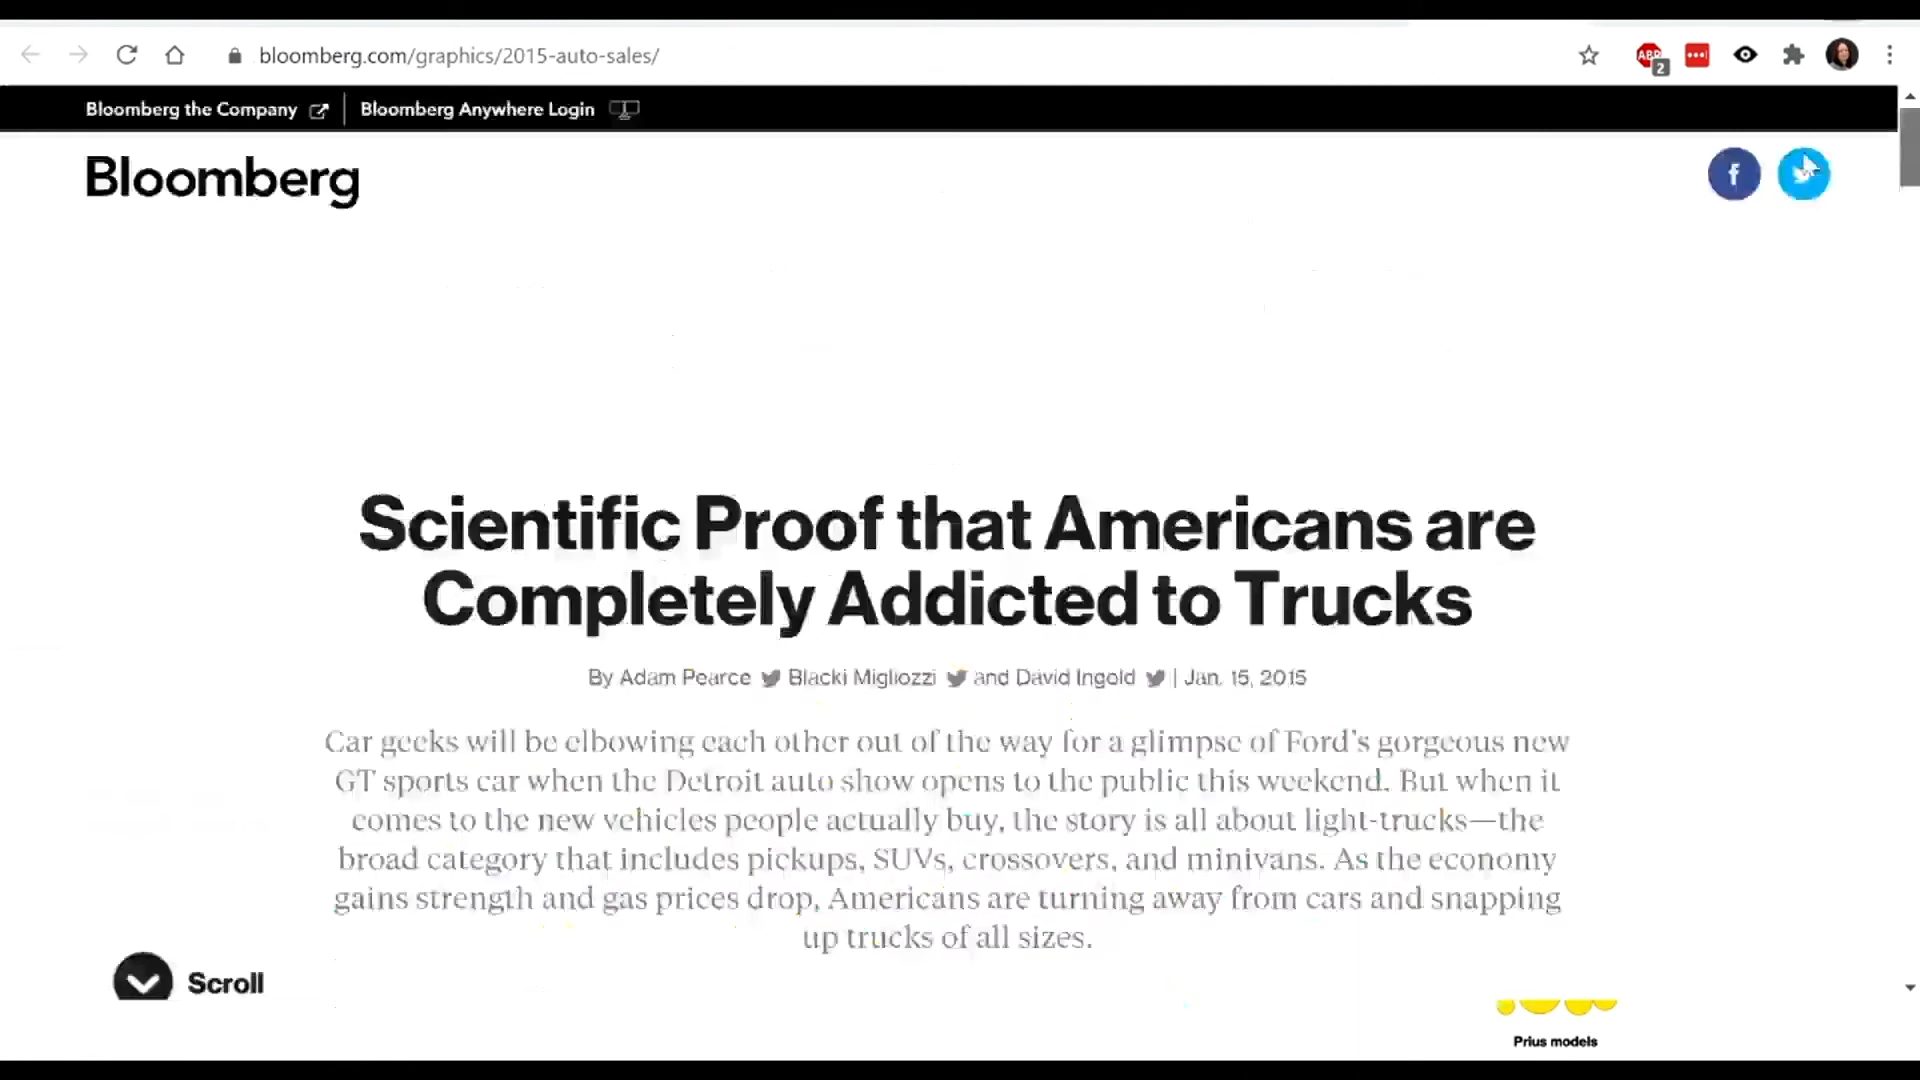 bloomberg.com/graphics/2015-auto-sales/
ABP
2
Bloomberg the Company
Bloomberg Anywhere Login
Bloomberg
f
Scientific Proof that Americans are
Completely Addicted to Trucks
By Adam Pearce Blacki Migliozzi and David Ingold | Jan. 15, 2015
Car geeks will be elbowing each other out of the way for a glimpse of Ford's gorgeous new
GT sports car when the Detroit auto show opens to the public this weekend. But when it
comes to the new vehicles people actually buy, the story is all about light-trucks—the
broad category that includes pickups, SUVs, crossovers, and minivans. As the economy
gains strength and gas prices drop, Americans are turning away from cars and snapping
up trucks of all sizes.
Scroll
Prius models